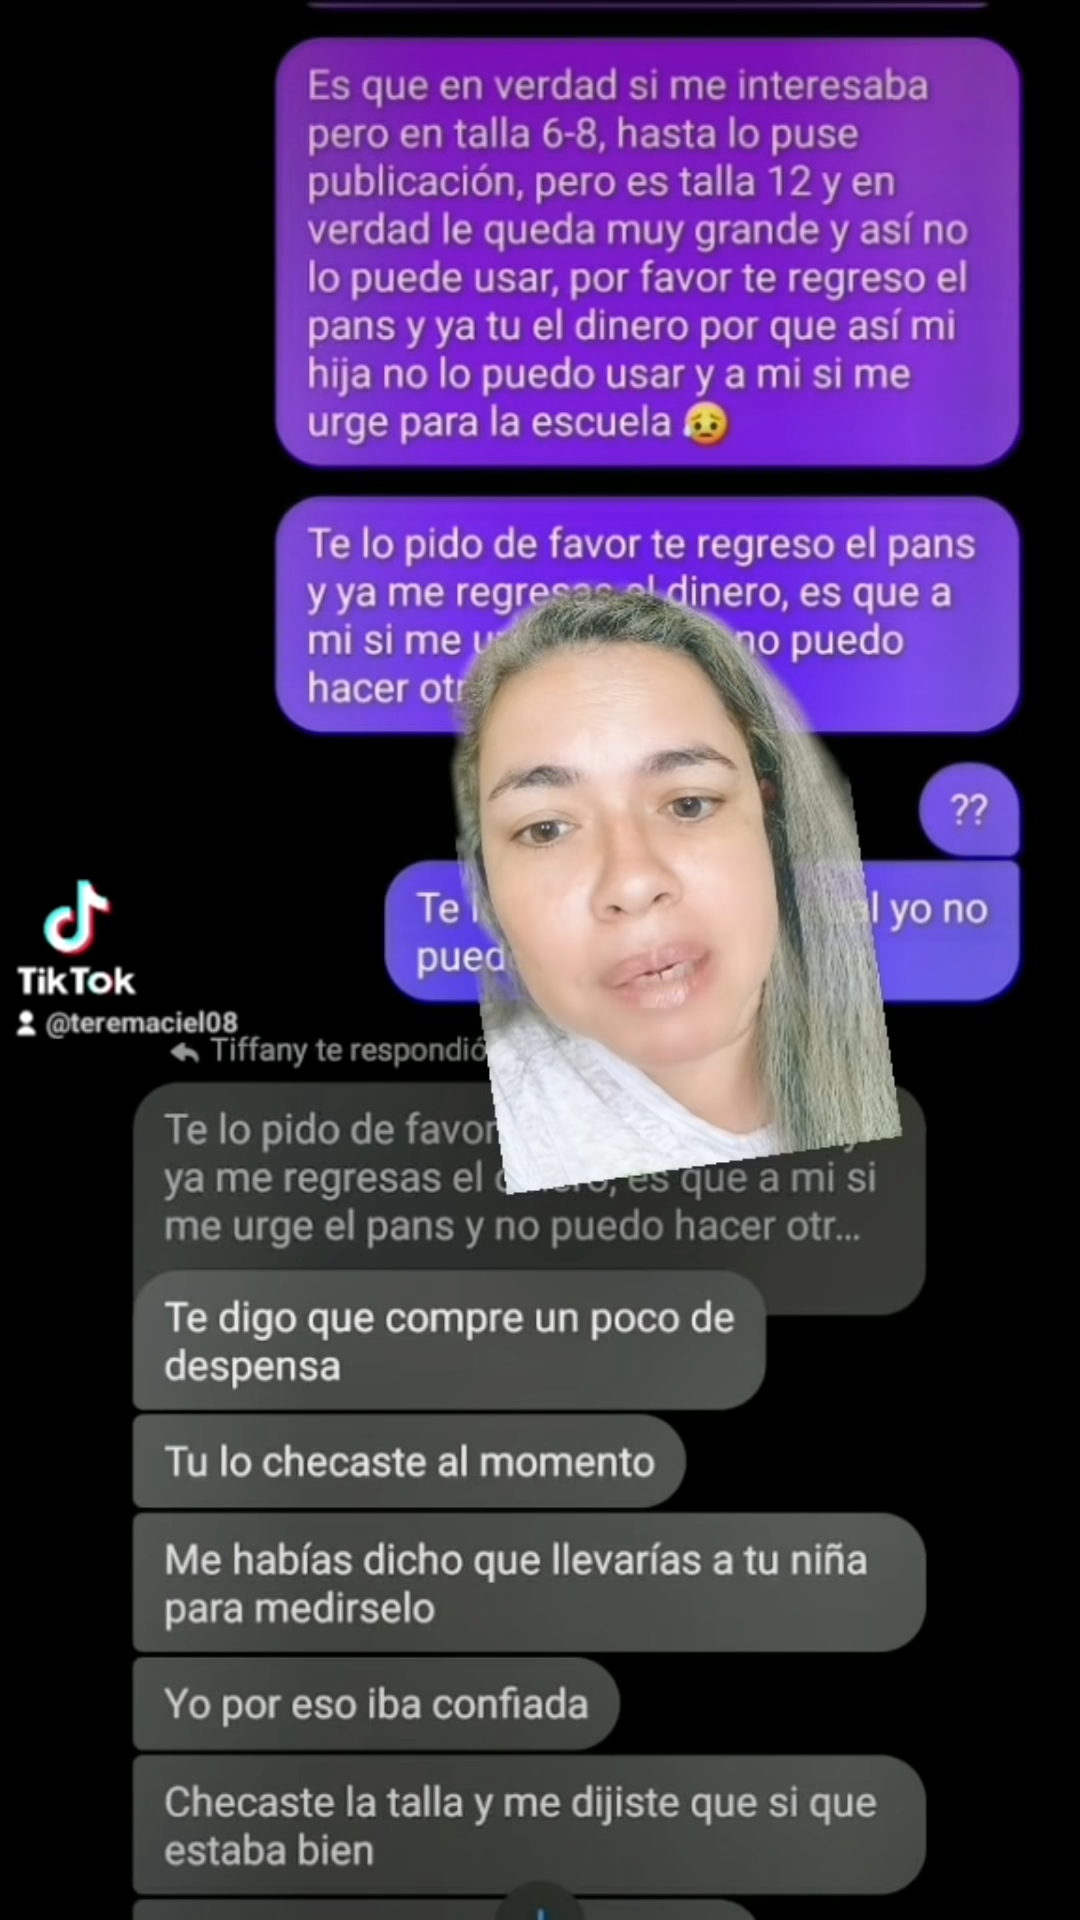 Es que en verdad si me interesaba
pero en talla 6-8, hasta lo puse
publicación, pero es talla 12 y en
verdad le queda muy grande y así no
lo puede usar, por favor te regreso el
pans y ya tu el dinero por que así mi
hija no lo puedo usar y a mi si me
urge para la escuela 😥
Te lo pido de favor te regreso el pans
y ya me regresas el dinero, es que a
mi si me no puedo
hacer
??
Te yo no
TikTok
@teremaciel08
Tiffany te respondió
Te lo pido de favor
ya me regresas el es que a mi si
me urge el pans y no puedo hacer otr...
Te digo que compre un poco de
despensa
Tu lo checaste al momento
Me habías dicho que llevarías a tu niña
para medirselo
Yo por eso iba confiada
Checaste la talla y me dijiste que si que
estaba bien